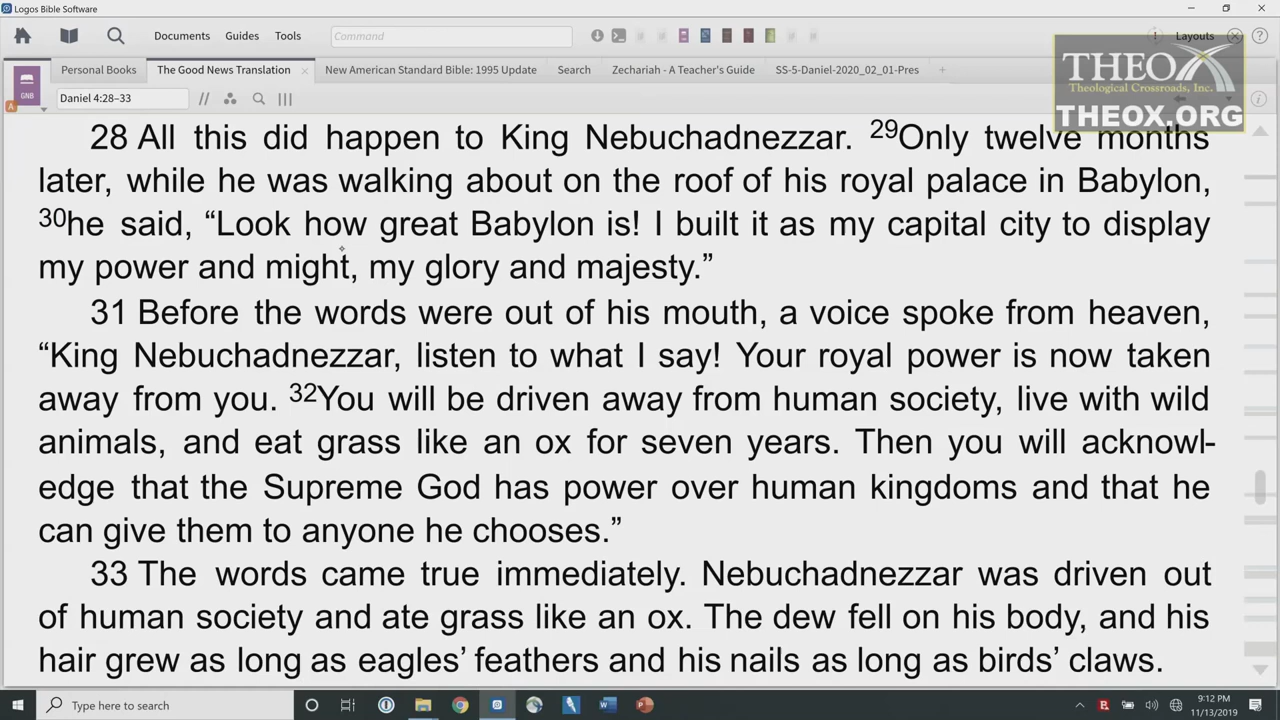 Logos Bible Software
Documents Guides Tools Command Layouts
THEOX
Theological Crossroads, Inc.
THEOX.ORG
Personal Books The Good News Translation New American Standard Bible: 1995 Update Search Zechariah - A Teacher's Guide SS-5-Daniel-2020_02_01-Pres
GNB
Daniel 4:28–33
28 All this did happen to King Nebuchadnezzar. 29Only twelve months
later, while he was walking about on the roof of his royal palace in Babylon,
30he said, “Look how great Babylon is! I built it as my capital city to display
my power and might, my glory and majesty.”
31 Before the words were out of his mouth, a voice spoke from heaven,
“King Nebuchadnezzar, listen to what I say! Your royal power is now taken
away from you. 32You will be driven away from human society, live with wild
animals, and eat grass like an ox for seven years. Then you will acknowl-
edge that the Supreme God has power over human kingdoms and that he
can give them to anyone he chooses.”
33 The words came true immediately. Nebuchadnezzar was driven out
of human society and ate grass like an ox. The dew fell on his body, and his
hair grew as long as eagles’ feathers and his nails as long as birds’ claws.
Type here to search
9:12 PM
11/13/2019